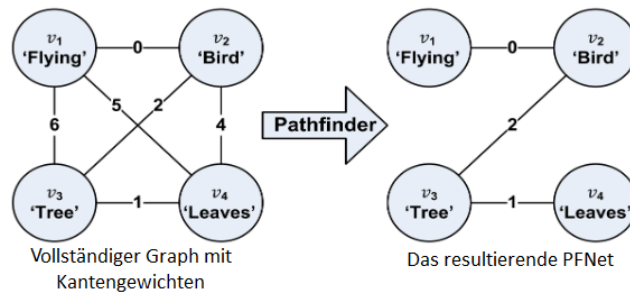 v₁
'Flying'
0
v₂
'Bird'
6
5
2
4
v₃
'Tree'
1
v₄
'Leaves'
Vollständiger Graph mit
Kantengewichten
Pathfinder
v₁
'Flying'
0
v₂
'Bird'
2
v₃
'Tree'
1
v₄
'Leaves'
Das resultierende PFNet